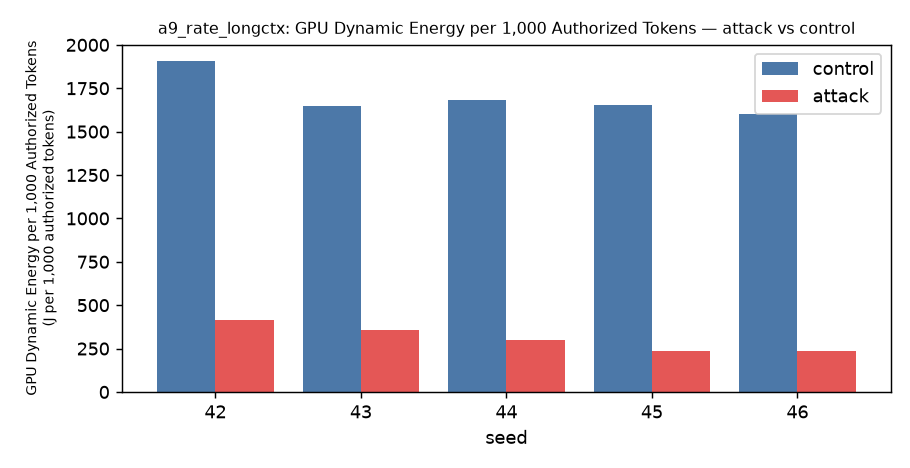 a9_rate_longctx: GPU Dynamic Energy per 1,000 Authorized Tokens — attack vs control
GPU Dynamic Energy per 1,000 Authorized Tokens
(J per 1,000 authorized tokens)
2000
1750
1500
1250
1000
750
500
250
0
control
attack
42
43
44
45
46
seed